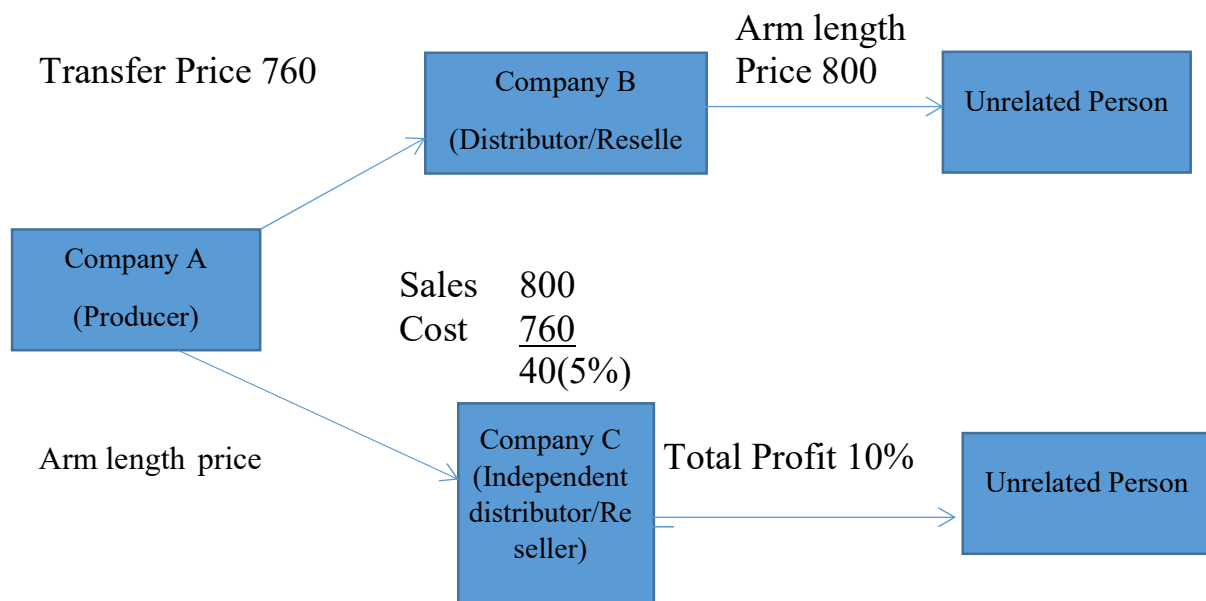 Transfer Price 760
Company B
(Distributor/Reselle
Arm length
Price 800
Unrelated Person
Company A
(Producer)
Sales 800
Cost 760
40(5%)
Arm length price
Company C
(Independent
distributor/Re
seller)
Total Profit 10%
Unrelated Person